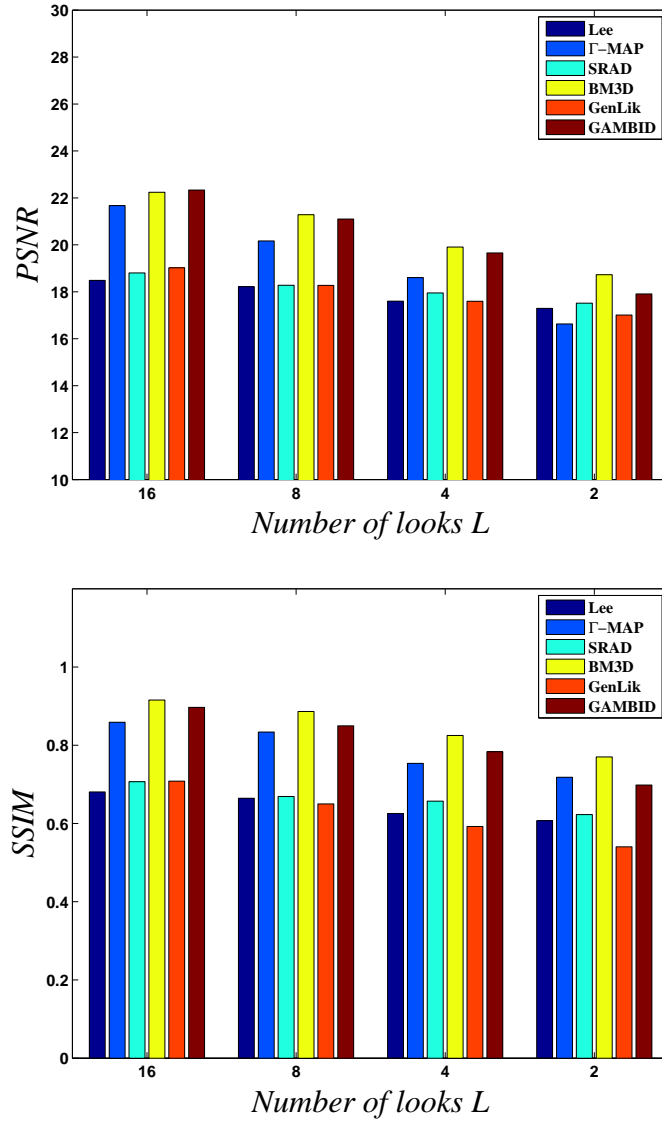 30
28
26
24
22
20
18
16
14
12
10
PSNR
16 8 4 2
Number of looks L
Lee
Γ−MAP
SRAD
BM3D
GenLik
GAMBID
1
0.8
0.6
0.4
0.2
0
SSIM
16 8 4 2
Number of looks L
Lee
Γ−MAP
SRAD
BM3D
GenLik
GAMBID